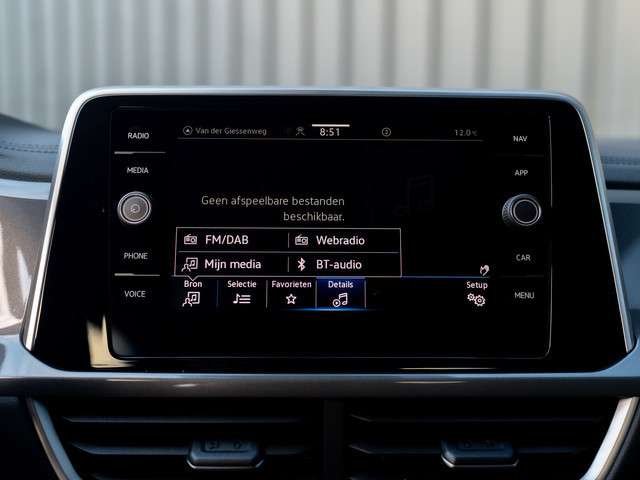 RADIO
MEDIA
PHONE
VOICE
Van der Giessenweg 8:51 12.0°C
Geen afspeelbare bestanden
beschikbaar.
FM/DAB Webradio
Mijn media BT-audio
Bron Selectie Favorieten Details Setup
NAV
APP
CAR
MENU